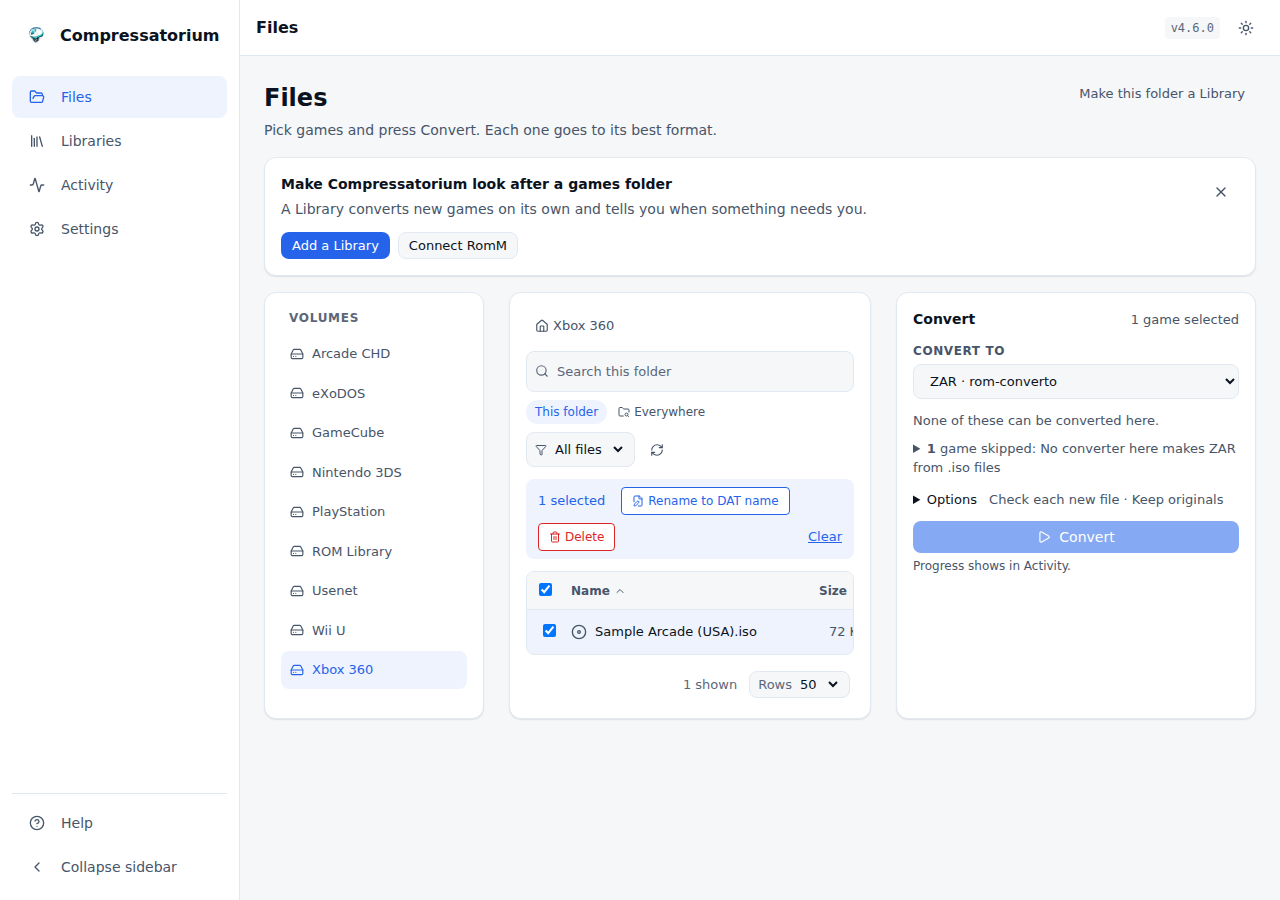 Compressatorium
Files
Libraries
Activity
Settings
Help
Collapse sidebar
Files
v4.6.0
Files
Make this folder a Library
Pick games and press Convert. Each one goes to its best format.
Make Compressatorium look after a games folder
A Library converts new games on its own and tells you when something needs you.
Add a Library
Connect RomM
VOLUMES
Arcade CHD
eXoDOS
GameCube
Nintendo 3DS
PlayStation
ROM Library
Usenet
Wii U
Xbox 360
Xbox 360
Search this folder
This folder
Everywhere
All files
1 selected
Rename to DAT name
Delete
Clear
Name
Size
Sample Arcade (USA).iso
72
1 shown
Rows 50
Convert
1 game selected
CONVERT TO
ZAR · rom-converto
None of these can be converted here.
1 game skipped: No converter here makes ZAR
from .iso files
Options
Check each new file · Keep originals
Convert
Progress shows in Activity.